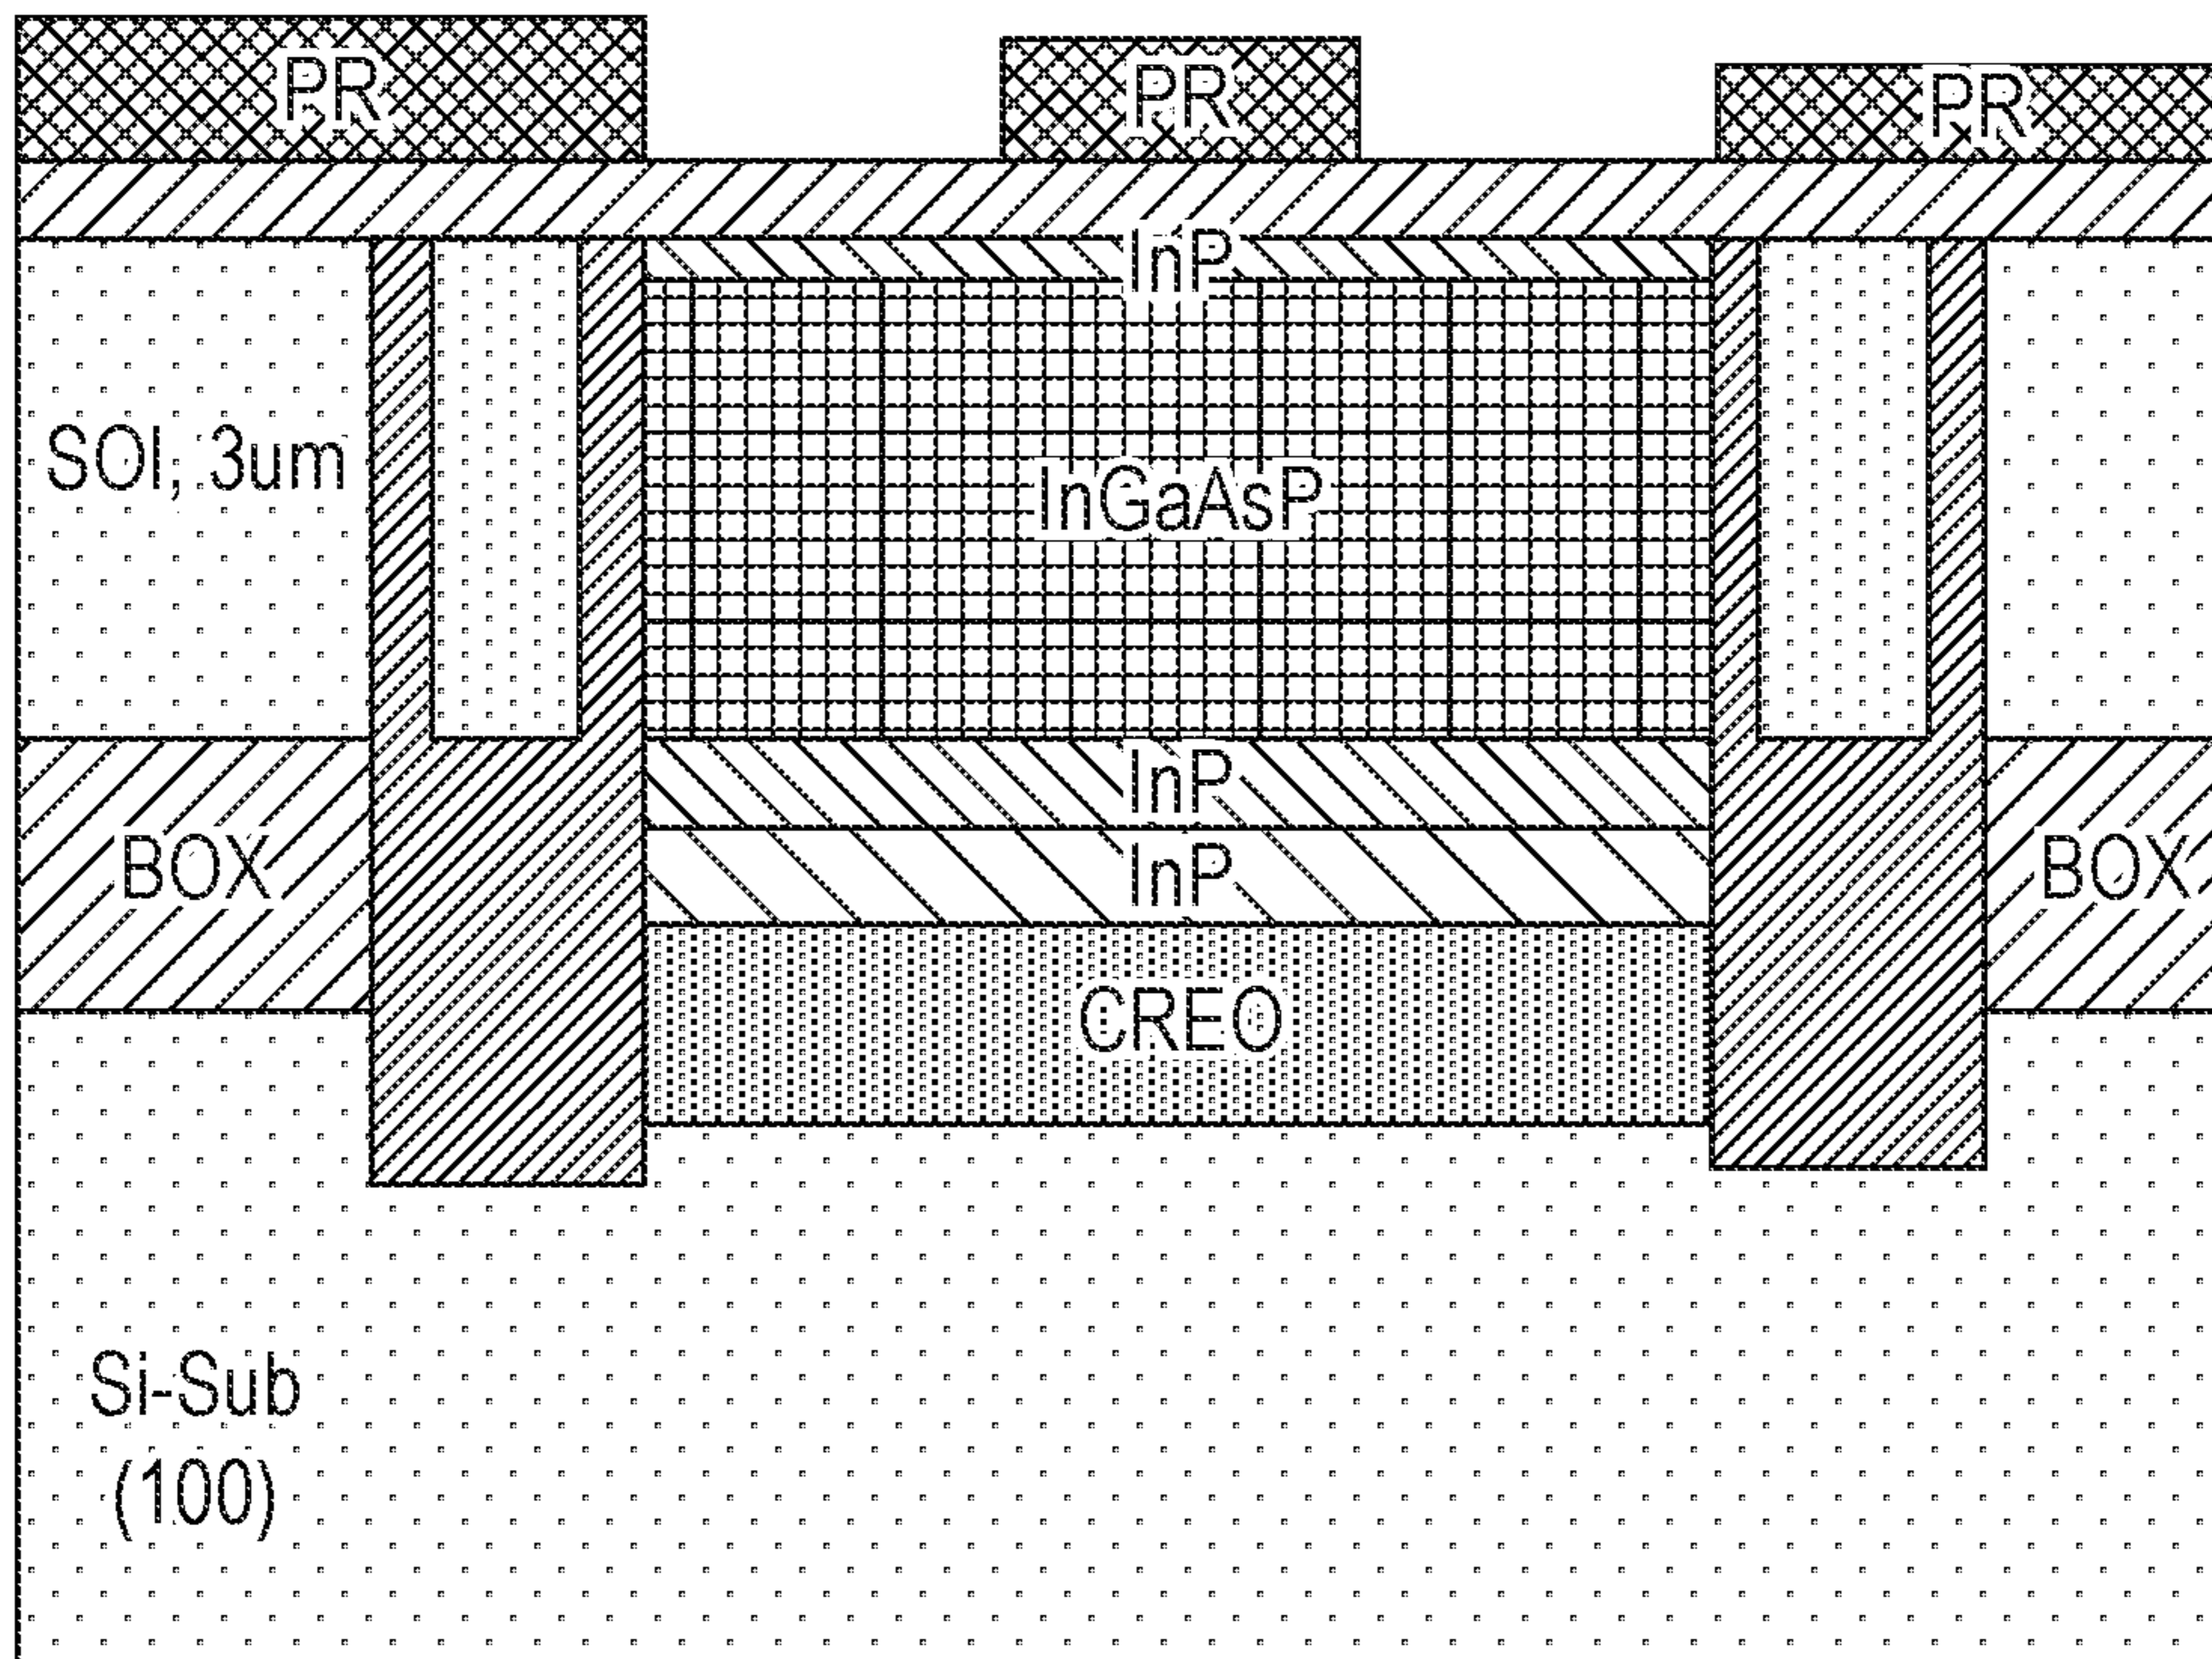 PR
PR
PR
InP
SOI, 3um
InGaAsP
InP
BOX
InP
BOX
CREO
Si-Sub
(100)